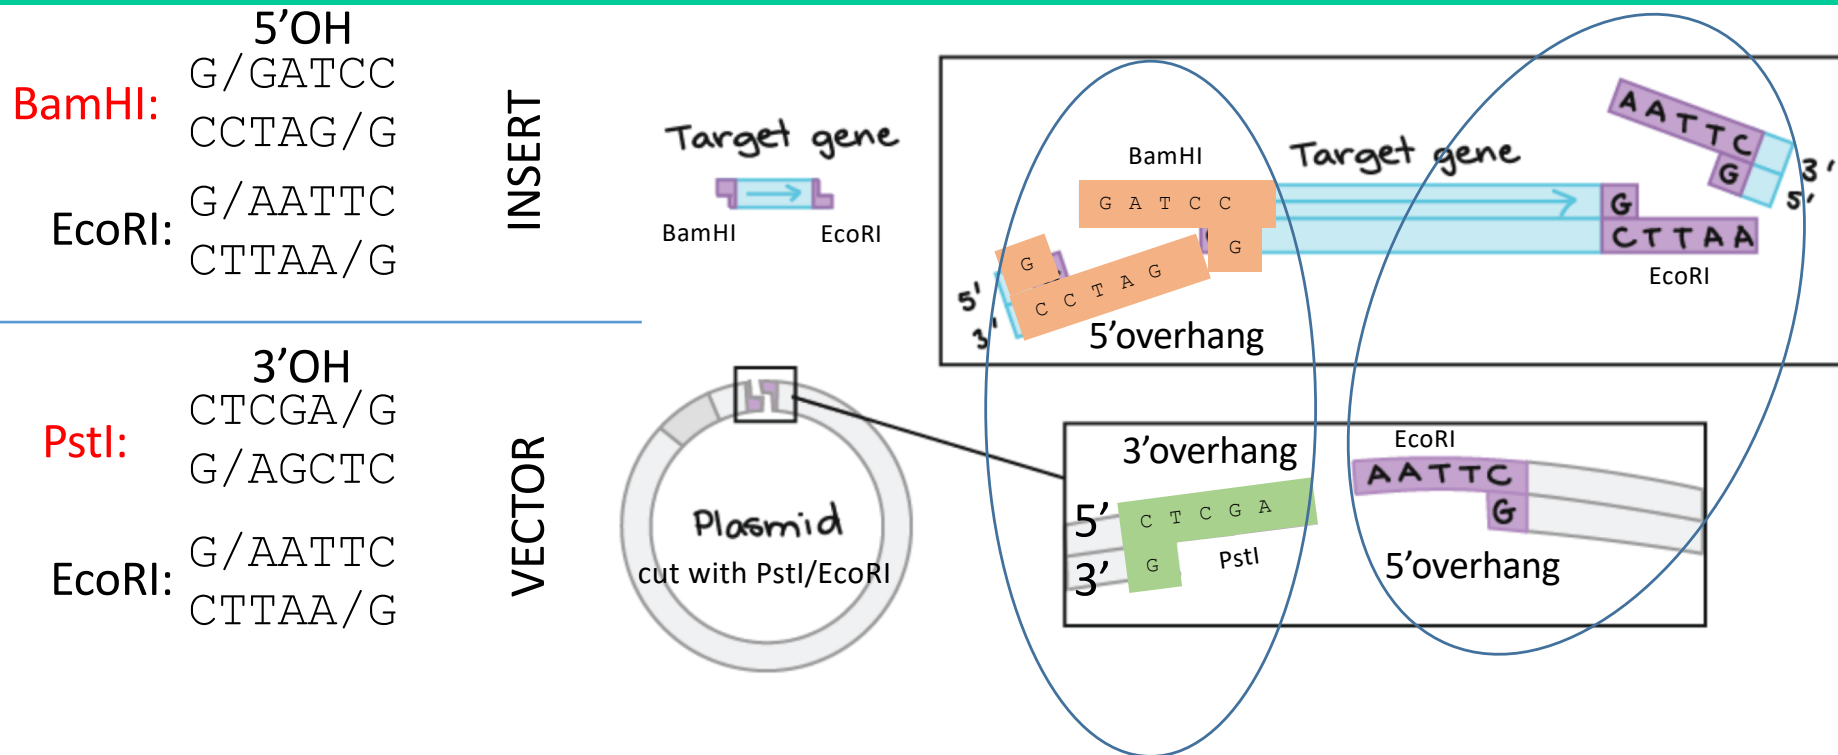 5’OH
BamHI:
G/GATCC
CCTAG/G
EcoRI:
G/AATTC
CTTAA/G
INSERT
3’OH
PstI:
CTCGA/G
G/AGCTC
EcoRI:
G/AATTC
CTTAA/G
VECTOR
Target gene
BamHI
EcoRI
Plasmid
cut with PstI/EcoRI
BamHI
Target gene
G A T C C
G
G
C C T A G
5'
3'
5’overhang
G
C T T A A
EcoRI
A A T T C
G
3'
5'
3’overhang
5’
3’
C T C G A
G
PstI
EcoRI
A A T T C
G
5’overhang